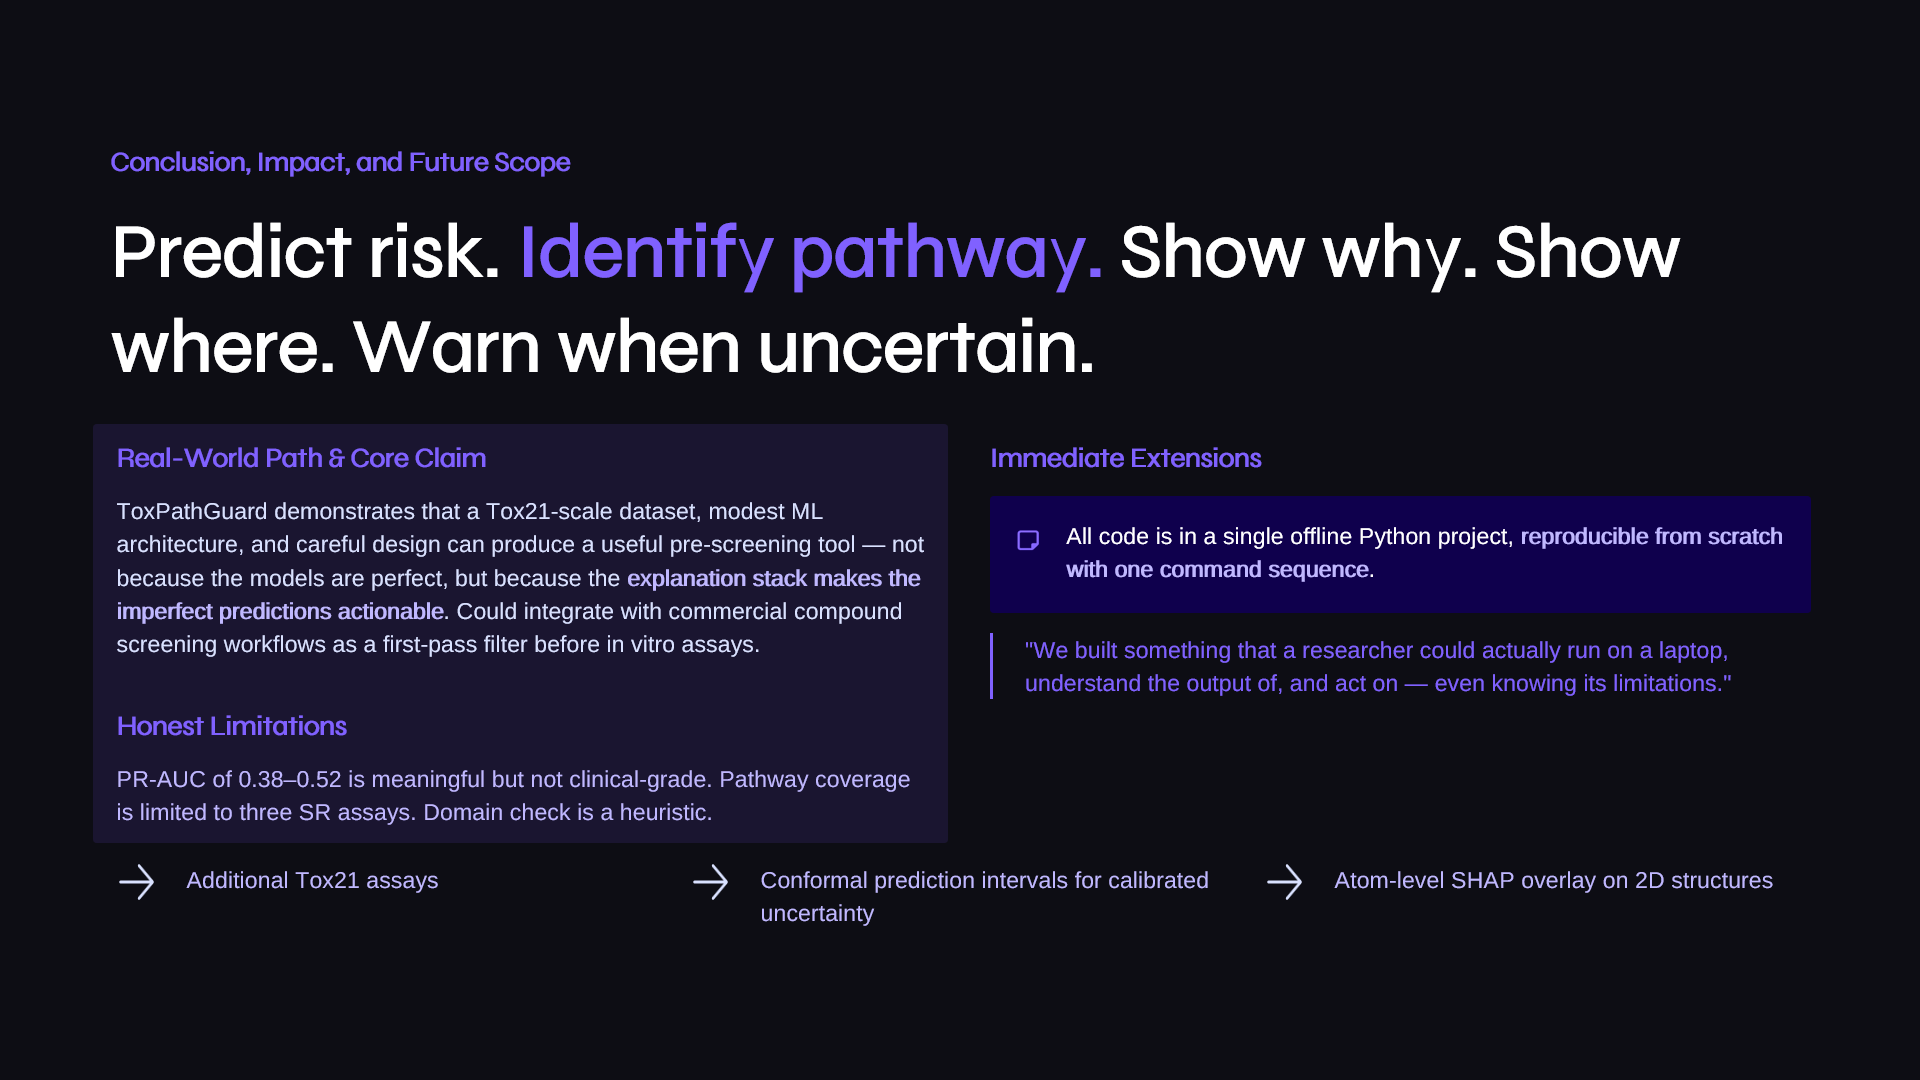 Conclusion, Impact, and Future Scope
Predict risk. Identify pathway. Show why. Show
where. Warn when uncertain.
Real-World Path & Core Claim
ToxPathGuard demonstrates that a Tox21-scale dataset, modest ML
architecture, and careful design can produce a useful pre-screening tool — not
because the models are perfect, but because the explanation stack makes the
imperfect predictions actionable. Could integrate with commercial compound
screening workflows as a first-pass filter before in vitro assays.
Honest Limitations
PR-AUC of 0.38–0.52 is meaningful but not clinical-grade. Pathway coverage
is limited to three SR assays. Domain check is a heuristic.
Immediate Extensions
All code is in a single offline Python project, reproducible from scratch
with one command sequence.
"We built something that a researcher could actually run on a laptop,
understand the output of, and act on — even knowing its limitations."
Additional Tox21 assays
Conformal prediction intervals for calibrated
uncertainty
Atom-level SHAP overlay on 2D structures